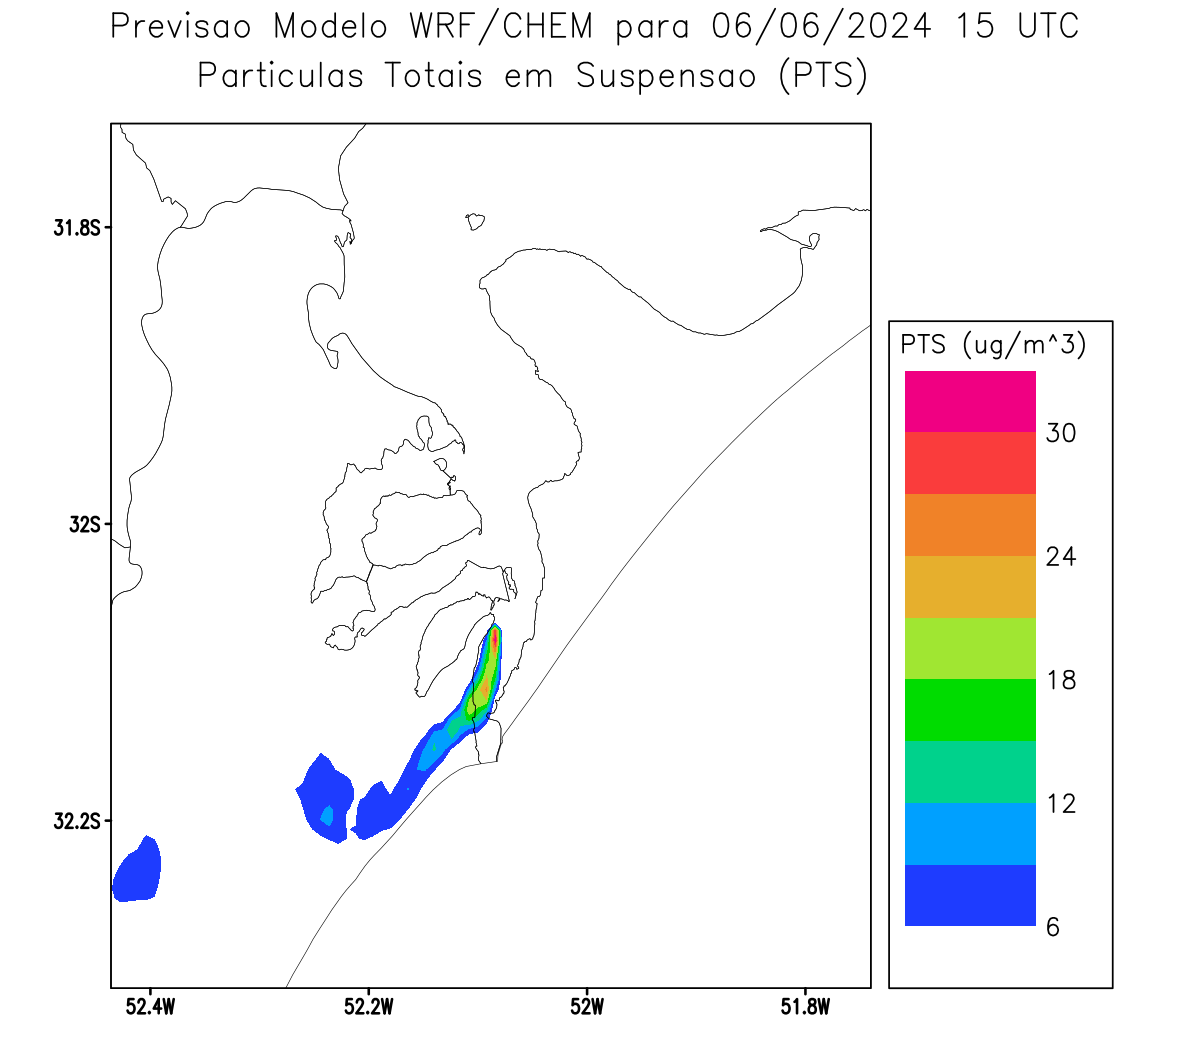 Previsao Modelo WRF/CHEM para 06/06/2024 15 UTC
Particulas Totais em Suspensao (PTS)
31.8S
32S
32.2S
52.4W
52.2W
52W
51.8W
PTS (ug/m^3)
30
24
18
12
6